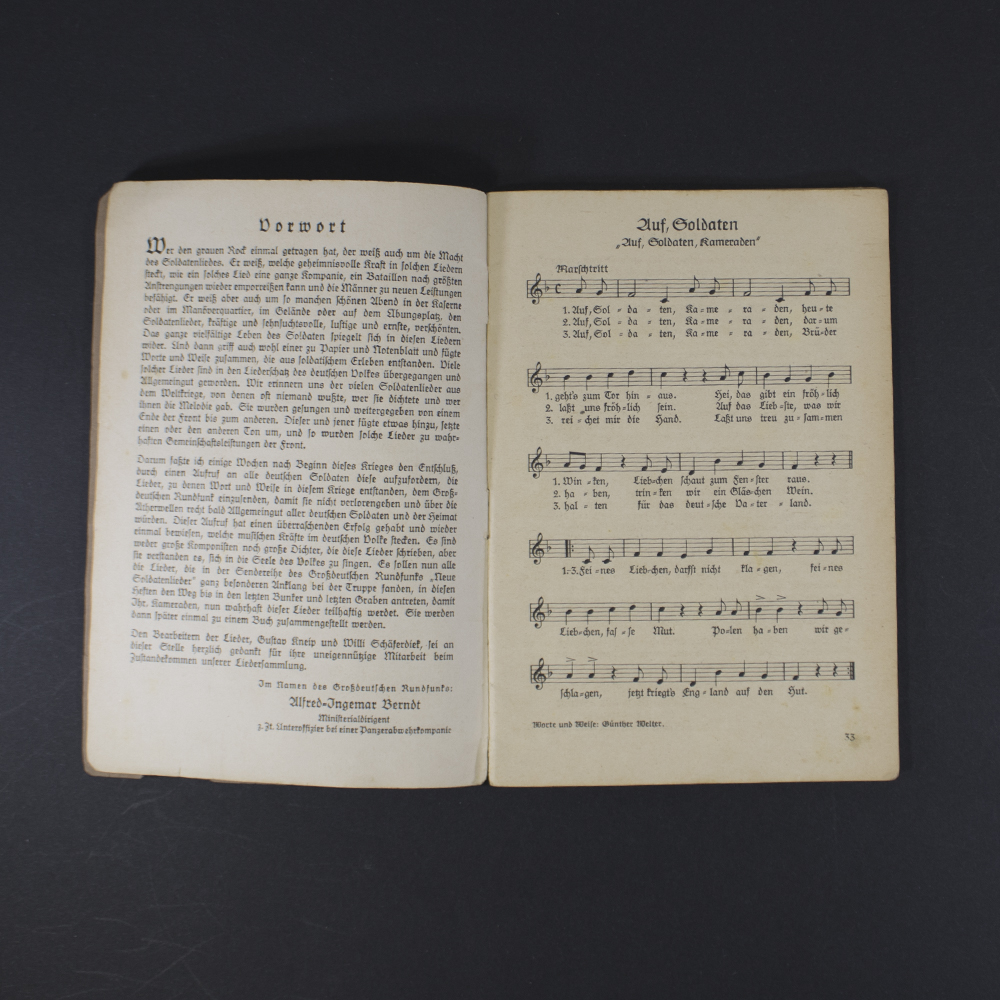 Vorwort
Wer den grauen Rock einmal getragen hat, der weiß auch um die Macht
des Soldatenliedes. Er weiß, welche geheimnisvolle Kraft in solchen Liedern
steckt, wie ein solches Lied eine ganze Kompanie, ein Bataillon nach größten
Anstrengungen wieder emporreißen kann und die Männer zu neuen Leistungen
befähigt. Er weiß aber auch um so manchen schönen Abend in der Kaserne
oder im Manöverquartier, im Gelände oder auf dem Übungsplatz, den
Soldatenlieder, kräftige und sehnsuchtsvolle, lustige und ernste, verschönten.
Das ganze vielfältige Leben des Soldaten spiegelt sich in diesen Liedern
wider. Und dann griff auch wohl einer zu Papier und Notenblatt und fügte
Worte und Weise zusammen, die aus soldatischem Erleben entstanden. Viele
solcher Lieder sind in den Liederschatz des deutschen Volkes übergegangen und
Allgemeingut geworden. Wir erinnern uns der vielen Soldatenlieder aus
dem Weltkriege, von denen oft niemand wußte, wer sie dichtete und wer
ihnen die Melodie gab. Sie wurden gesungen und weitergegeben von einem
Ende der Front bis zum anderen. Dieser und jener fügte etwas hinzu, setzte
einen oder den anderen Ton um, und so wurden solche Lieder zu wahr-
haften Gemeinschaftsleistungen der Front.
Darum faßte ich einige Wochen nach Beginn dieses Krieges den Entschluß,
durch einen Aufruf an alle deutschen Soldaten diese aufzufordern, die
Lieder, zu denen Wort und Weise in diesem Kriege entstanden, dem Groß-
deutschen Rundfunk einzusenden, damit sie nicht verlorengehen und über die
Ätherwellen recht bald Allgemeingut aller deutschen Soldaten und der Heimat
würden. Dieser Aufruf hat einen überraschenden Erfolg gehabt und wieder
einmal bewiesen, welche musischen Kräfte im deutschen Volke stecken. Es sind
weder große Komponisten noch große Dichter, die diese Lieder schrieben, aber
sie verstanden es, sich in die Seele des Volkes zu singen. Es sollen nun alle
die Lieder, die in der Sendereihe des Großdeutschen Rundfunks „Neue
Soldatenlieder“ ganz besonderen Anklang bei der Truppe fanden, in diesen
Heften den Weg bis in den letzten Bunker und letzten Graben antreten, damit
Ihr, Kameraden, nun wahrhaft dieser Lieder teilhaftig werdet. Sie werden
dann später einmal zu einem Buch zusammengestellt werden.
Den Bearbeitern der Lieder, Gustav Kneip und Willi Schäferdiek, sei an
dieser Stelle herzlich gedankt für ihre uneigennützige Mitarbeit beim
Zustandekommen unserer Liedersammlung.
Im Namen des Großdeutschen Rundfunks:
Alfred-Ingemar Berndt
Ministerialdirigent
z. Zt. Unteroffizier bei einer Panzerabwehrkompanie
Auf, Soldaten
„Auf, Soldaten, Kameraden“
Marschtritt
1. Auf, Sol - da - ten, Ka - me - ra - den, heu - te
2. Auf, Sol - da - ten, Ka - me - ra - den, dar - um
3. Auf, Sol - da - ten, Ka - me - ra - den, Brü - der
1. geht's zum Tor hin - aus. Hei, das gibt ein fröh - lich
2. laßt uns fröh - lich sein. Auf das Lieb - ste, was wir
3. rei - chet mir die Hand. Laßt uns treu zu - sam - men
1. Win - ken, Lieb - chen schaut zum Fen - ster raus.
2. ha - ben, trin - ken wir ein Gläs - chen Wein.
3. hal - ten für das deut - sche Va - ter - land.
1.-3. Fei - nes Lieb - chen, darfst nicht kla - gen, fei - nes
Lieb - chen, fas - se Mut. Po - len ha - ben wir ge -
schla - gen, jetzt kriegt's Eng - land auf den Hut.
Worte und Weise: Günther Welter.
33